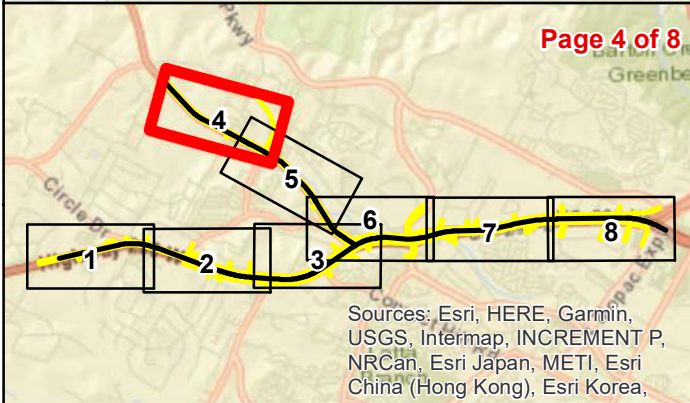 Page 4 of 8
Pkwy
Greenbe
4
5
Circle Dr
6
7
8
1
2
3
Sources: Esri, HERE, Garmin,
USGS, Intermap, INCREMENT P,
NRCan, Esri Japan, METI, Esri
China (Hong Kong), Esri Korea,